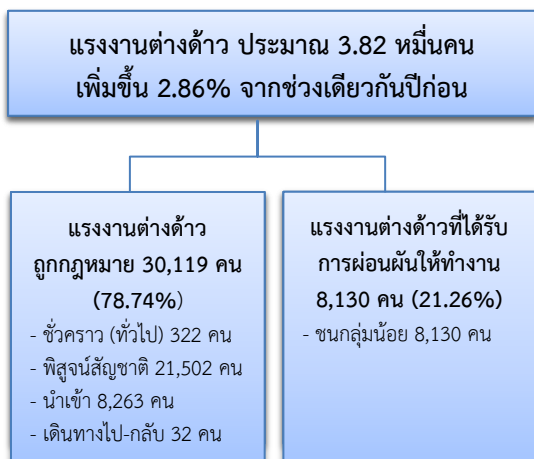 แรงงานต่างด้าว ประมาณ 3.82 หมื่นคน
เพิ่มขึ้น 2.86% จากช่วงเดียวกันปีก่อน
แรงงานต่างด้าว
ถูกกฎหมาย 30,119 คน
(78.74%)
- ชั่วคราว (ทั่วไป) 322 คน
- พิสูจน์สัญชาติ 21,502 คน
- นำเข้า 8,263 คน
- เดินทางไป-กลับ 32 คน
แรงงานต่างด้าวที่ได้รับ
การผ่อนผันให้ทำงาน
8,130 คน (21.26%)
- ชนกลุ่มน้อย 8,130 คน